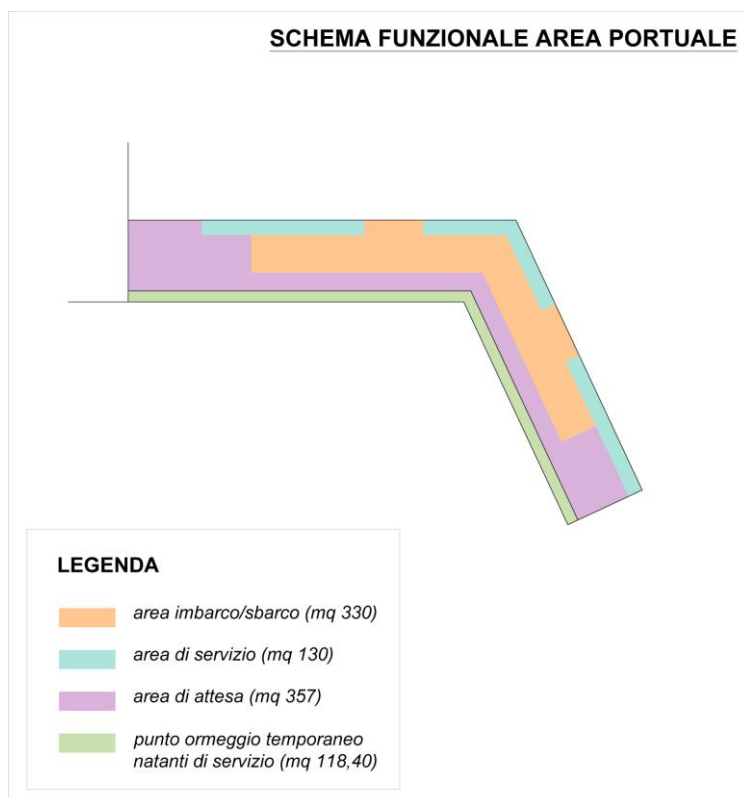 SCHEMA FUNZIONALE AREA PORTUALE
LEGENDA
area imbarco/sbarco (mq 330)
area di servizio (mq 130)
area di attesa (mq 357)
punto ormeggio temporaneo
natanti di servizio (mq 118,40)